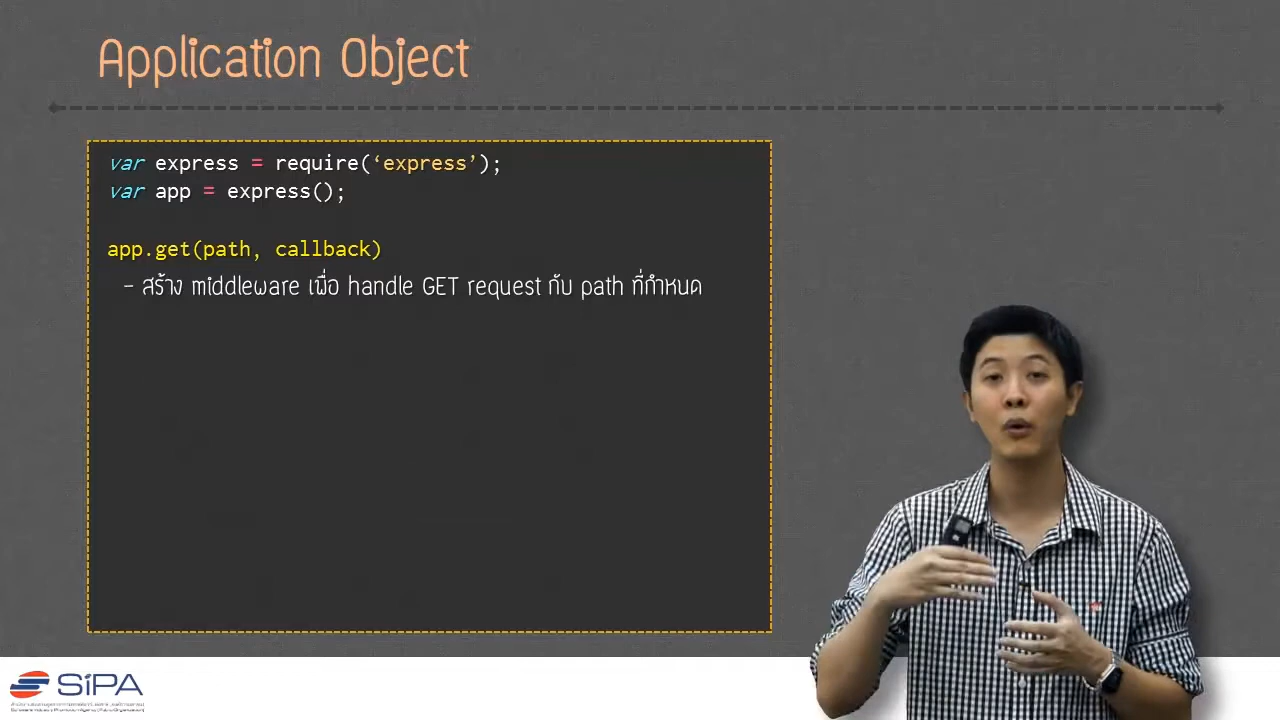 Application Object
var express = require(‘express’);
var app = express();
app.get(path, callback)
- สร้าง middleware เพื่อ handle GET request กับ path ที่กำหนด
SiPA